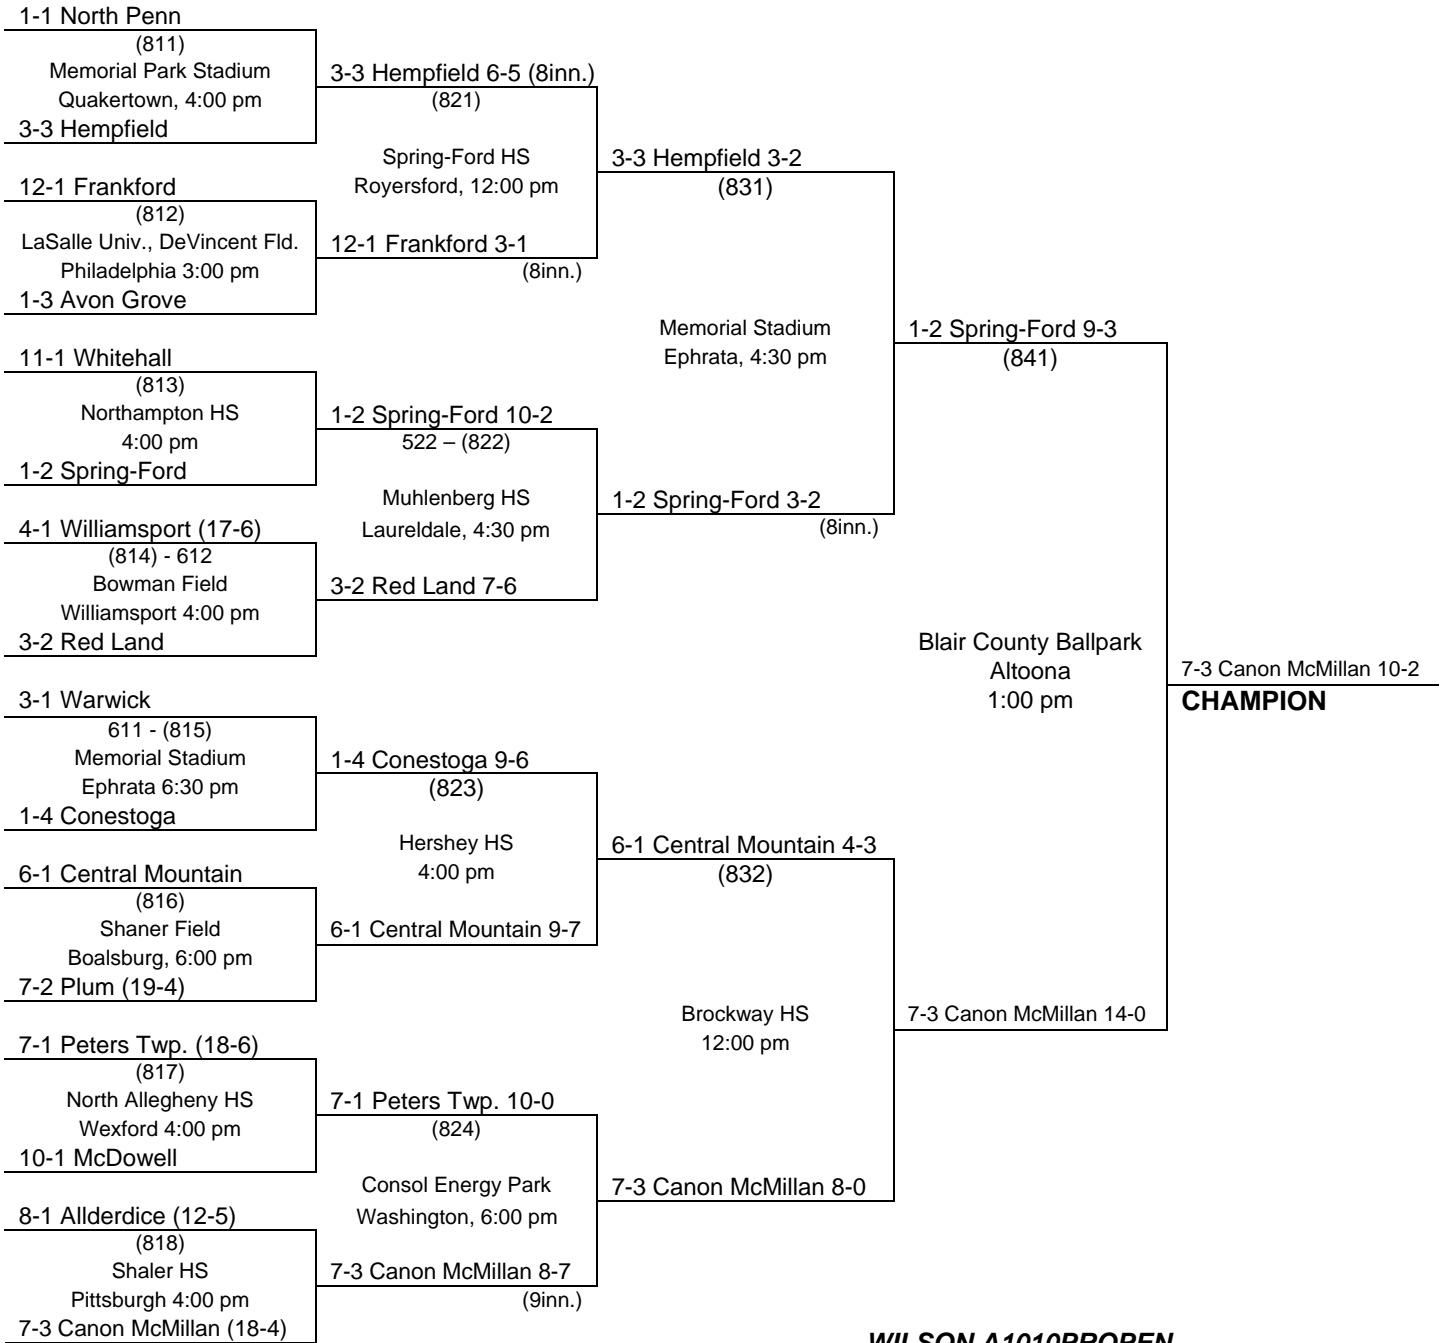 1-1 North Penn
(811)
Memorial Park Stadium
Quakertown, 4:00 pm
3-3 Hempfield
12-1 Frankford
(812)
LaSalle Univ., DeVincent Fld.
Philadelphia 3:00 pm
1-3 Avon Grove
11-1 Whitehall
(813)
Northampton HS
4:00 pm
1-2 Spring-Ford
4-1 Williamsport (17-6)
(814) - 612
Bowman Field
Williamsport 4:00 pm
3-2 Red Land
3-1 Warwick
611 - (815)
Memorial Stadium
Ephrata 6:30 pm
1-4 Conestoga
6-1 Central Mountain
(816)
Shaner Field
Boalsburg, 6:00 pm
7-2 Plum (19-4)
7-1 Peters Twp. (18-6)
(817)
North Allegheny HS
Wexford 4:00 pm
10-1 McDowell
8-1 Allderdice (12-5)
(818)
Shaler HS
Pittsburgh 4:00 pm
7-3 Canon McMillan (18-4)
3-3 Hempfield 6-5 (8inn.)
(821)
Spring-Ford HS
Royersford, 12:00 pm
12-1 Frankford 3-1
(8inn.)
1-2 Spring-Ford 10-2
522 – (822)
Muhlenberg HS
Laureldale, 4:30 pm
3-2 Red Land 7-6
1-4 Conestoga 9-6
(823)
Hershey HS
4:00 pm
6-1 Central Mountain 9-7
7-1 Peters Twp. 10-0
(824)
Consol Energy Park
Washington, 6:00 pm
7-3 Canon McMillan 8-7
(9inn.)
3-3 Hempfield 3-2
(831)
Memorial Stadium
Ephrata, 4:30 pm
1-2 Spring-Ford 3-2
(8inn.)
6-1 Central Mountain 4-3
(832)
Brockway HS
12:00 pm
7-3 Canon McMillan 8-0
1-2 Spring-Ford 9-3
(841)
Blair County Ballpark
Altoona
1:00 pm
7-3 Canon McMillan 14-0
7-3 Canon McMillan 10-2
CHAMPION
WILSON A1010PROPEN